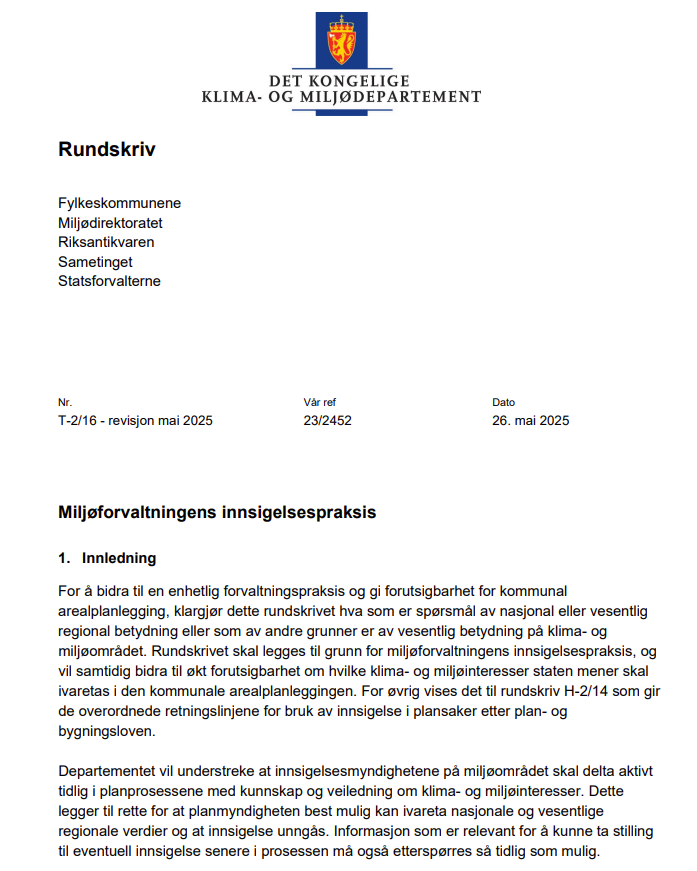 DET KONGELIGE
KLIMA- OG MILJØDEPARTEMENT
Rundskriv
Fylkeskommunene
Miljødirektoratet
Riksantikvaren
Sametinget
Statsforvalterne
Nr. Vår ref Dato
T-2/16 - revisjon mai 2025 23/2452 26. mai 2025
Miljøforvaltningens innsigelsespraksis
1. Innledning
For å bidra til en enhetlig forvaltningspraksis og gi forutsigbarhet for kommunal
arealplanlegging, klargjør dette rundskrivet hva som er spørsmål av nasjonal eller vesentlig
regional betydning eller som av andre grunner er av vesentlig betydning på klima- og
miljøområdet. Rundskrivet skal legges til grunn for miljøforvaltningens innsigelsespraksis, og
vil samtidig bidra til økt forutsigbarhet om hvilke klima- og miljøinteresser staten mener skal
ivaretas i den kommunale arealplanleggingen. For øvrig vises det til rundskriv H-2/14 som gir
de overordnede retningslinjene for bruk av innsigelse i plansaker etter plan- og
bygningsloven.
Departementet vil understreke at innsigelsesmyndighetene på miljøområdet skal delta aktivt
tidlig i planprosessene med kunnskap og veiledning om klima- og miljøinteresser. Dette
legger til rette for at planmyndigheten best mulig kan ivareta nasjonale og vesentlige
regionale verdier og at innsigelse unngås. Informasjon som er relevant for å kunne ta stilling
til eventuell innsigelse senere i prosessen må også etterspørres så tidlig som mulig.